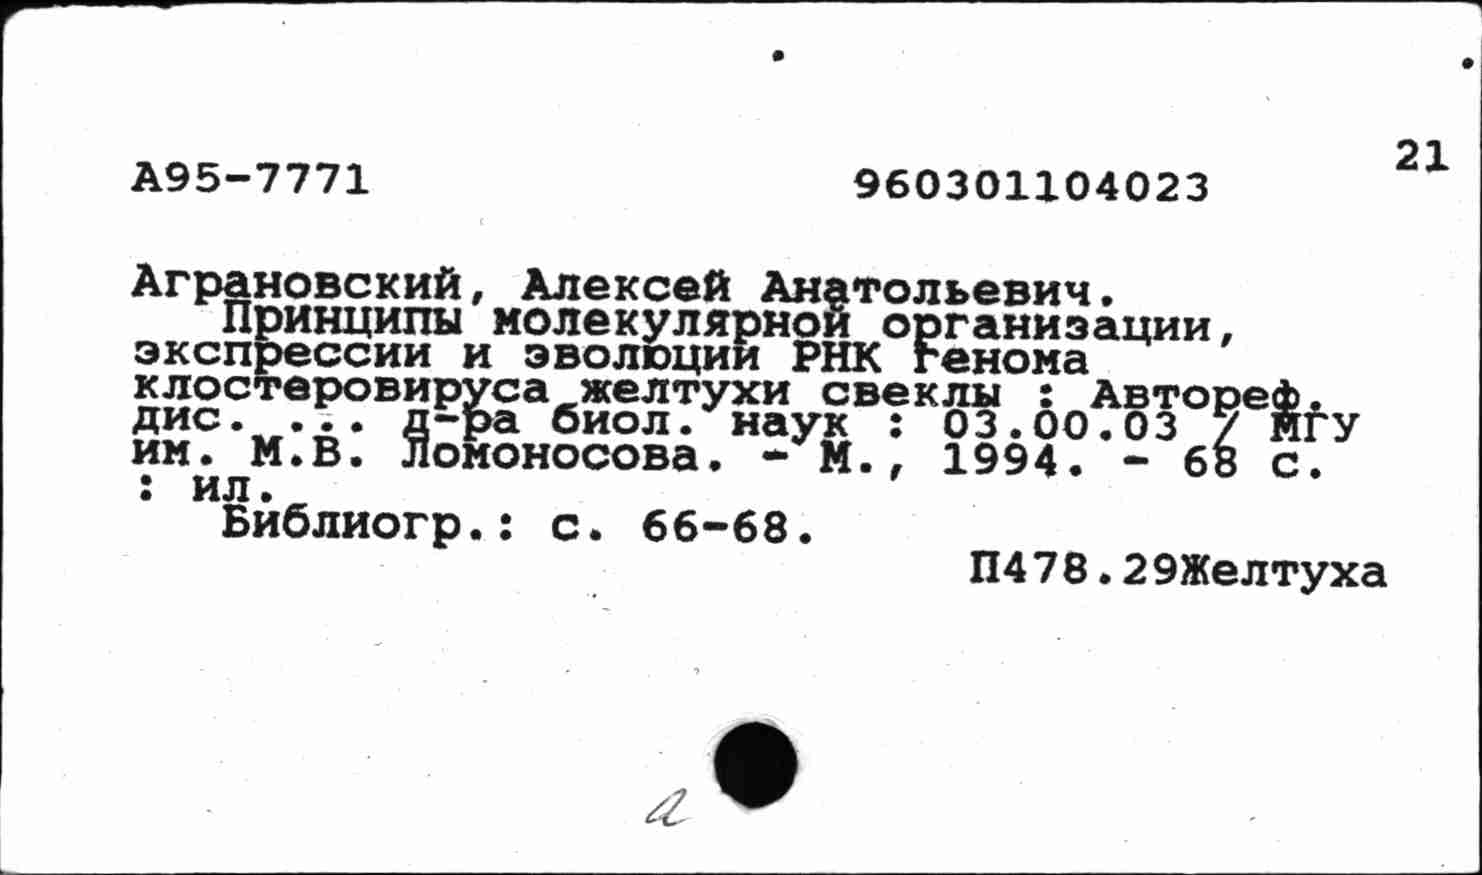 21
А95-7771 960301104023
Аграновский, Алексей Анатольевич.
Принципы молекулярной организации,
экспрессии и эволюции РНК генома
клостеровируса желтухи свеклы : Автореф.
дис. ... д-ра биол. наук : 03.00.03 / МГУ
им. М.В. Ломоносова. - М., 1994. - 68 с.
: ил.
Библиогр.: с. 66-68.
П478.29Желтуха
а